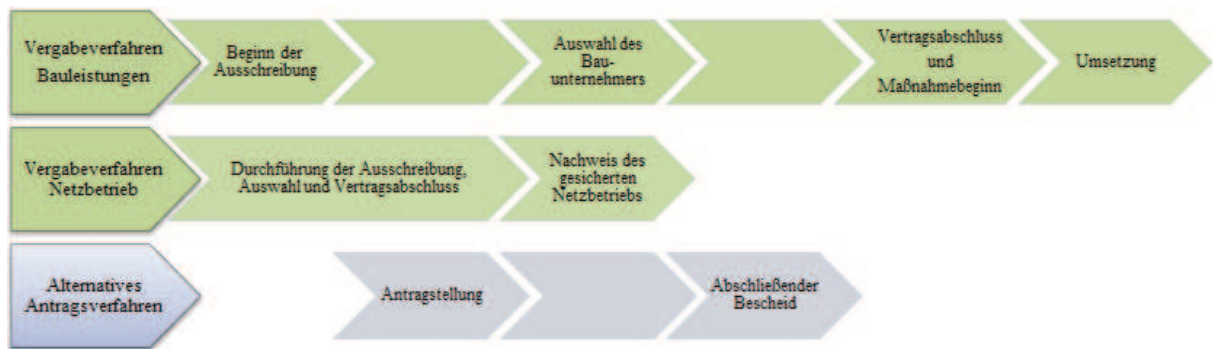 Vergabeverfahren
Bauleistungen
Beginn der
Ausschreibung
Auswahl des
Bau-
unternehmers
Vertragsabschluss
und
Maßnahmebeginn
Umsetzung
Vergabeverfahren
Netzbetrieb
Durchführung der Ausschreibung,
Auswahl und Vertragsabschluss
Nachweis des
gesicherten
Netzbetriebs
Alternatives
Antragsverfahren
Antragstellung
Abschließender
Bescheid